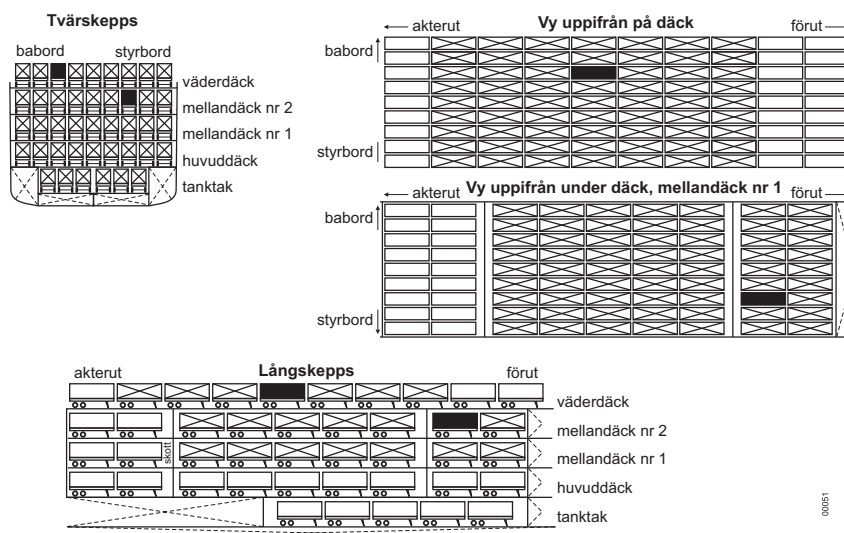 Tvärskepps
babord styrbord
väderdäck
mellandäck nr 2
mellandäck nr 1
huvuddäck
tanktak
akterut Vy uppifrån på däck förut
babord
styrbord
akterut Vy uppifrån under däck, mellandäck nr 1 förut
babord
styrbord
akterut Långskepps förut
väderdäck
mellandäck nr 2
skott
mellandäck nr 1
huvuddäck
tanktak
00051